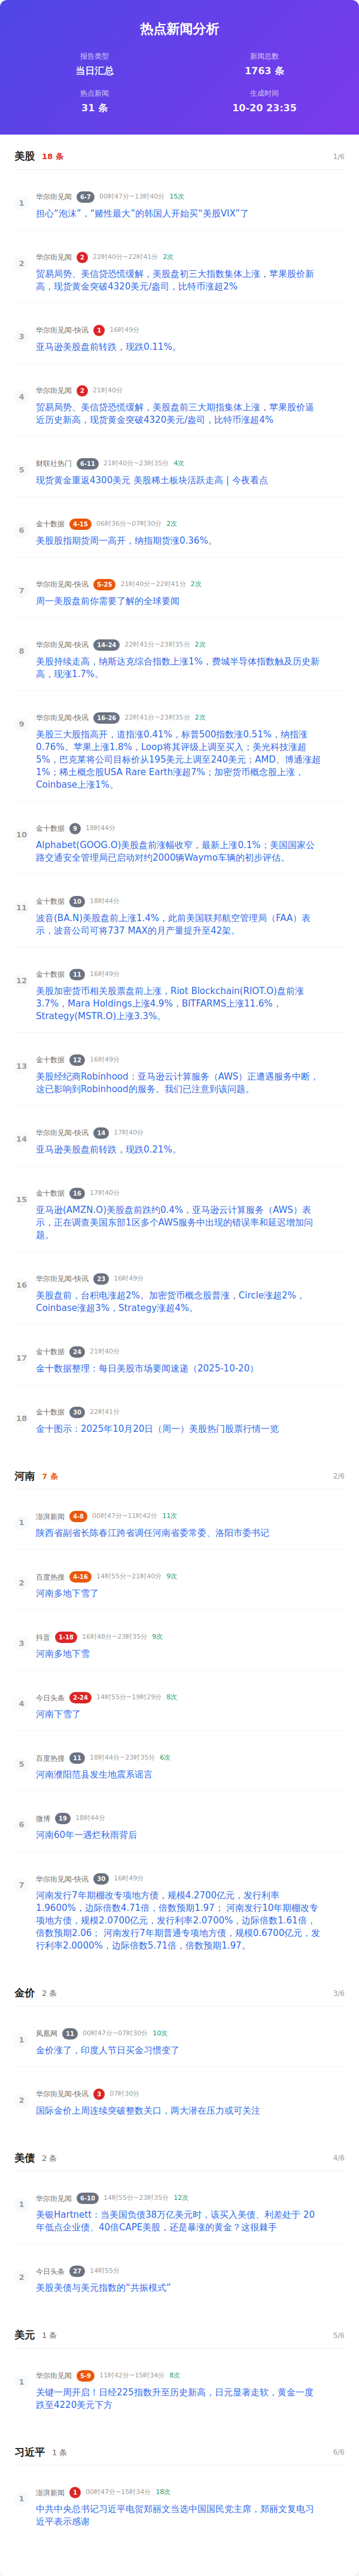 热点新闻分析
报告类型
当日汇总
新闻总数
1763 条
热点新闻
31 条
生成时间
10-20 23:35
美股 18 条 1/6
1
华尔街见闻 6-7 00时47分~13时40分 15次
担心“泡沫”，“赌性最大”的韩国人开始买“美股VIX”了
2
华尔街见闻 2 22时40分~22时41分 2次
贸易局势、美信贷恐慌缓解，美股盘初三大指数集体上涨，苹果股价新
高，现货黄金突破4320美元/盎司，比特币涨超2%
3
华尔街见闻-快讯 1 16时49分
亚马逊美股盘前转跌，现跌0.11%。
4
华尔街见闻 2 21时40分
贸易局势、美信贷恐慌缓解，美股盘前三大期指集体上涨，苹果股价逼
近历史新高，现货黄金突破4320美元/盎司，比特币涨超4%
5
财联社热门 6-11 21时40分~23时35分 4次
现货黄金重返4300美元 美股稀土板块活跃走高 | 今夜看点
6
金十数据 4-15 06时36分~07时30分 2次
美股股指期货周一高开，纳指期货涨0.36%。
7
华尔街见闻-快讯 5-25 21时40分~22时41分 2次
周一美股盘前你需要了解的全球要闻
8
华尔街见闻-快讯 14-24 22时41分~23时35分 2次
美股持续走高，纳斯达克综合指数上涨1%，费城半导体指数触及历史新
高，现涨1.7%。
9
华尔街见闻-快讯 16-26 22时41分~23时35分 2次
美股三大股指高开，道指涨0.41%，标普500指数涨0.51%，纳指涨
0.76%。苹果上涨1.8%，Loop将其评级上调至买入；美光科技涨超
5%，巴克莱将公司目标价从195美元上调至240美元；AMD、博通涨超
1%；稀土概念股USA Rare Earth涨超7%；加密货币概念股上涨，
Coinbase上涨1%。
10
金十数据 9 18时44分
Alphabet(GOOG.O)美股盘前涨幅收窄，最新上涨0.1%；美国国家公
路交通安全管理局已启动对约2000辆Waymo车辆的初步评估。
11
金十数据 10 18时44分
波音(BA.N)美股盘前上涨1.4%，此前美国联邦航空管理局（FAA）表
示，波音公司可将737 MAX的月产量提升至42架。
12
金十数据 11 16时49分
美股加密货币相关股票盘前上涨，Riot Blockchain(RIOT.O)盘前涨
3.7%，Mara Holdings上涨4.9%，BITFARMS上涨11.6%，
Strategy(MSTR.O)上涨3.3%。
13
金十数据 12 16时49分
美股经纪商Robinhood：亚马逊云计算服务（AWS）正遭遇服务中断，
这已影响到Robinhood的服务。我们已注意到该问题。
14
华尔街见闻-快讯 14 17时40分
亚马逊美股盘前转跌，现跌0.21%。
15
金十数据 16 17时40分
亚马逊(AMZN.O)美股盘前跌约0.4%，亚马逊云计算服务（AWS）表
示，正在调查美国东部1区多个AWS服务中出现的错误率和延迟增加问
题。
16
华尔街见闻-快讯 23 16时49分
美股盘前，台积电涨超2%。加密货币概念股普涨，Circle涨超2%，
Coinbase涨超3%，Strategy涨超4%。
17
金十数据 24 21时40分
金十数据整理：每日美股市场要闻速递（2025-10-20）
18
金十数据 30 22时41分
金十图示：2025年10月20日（周一）美股热门股票行情一览
河南 7 条 2/6
1
澎湃新闻 4-8 00时47分~11时42分 11次
陕西省副省长陈春江跨省调任河南省委常委、洛阳市委书记
2
百度热搜 4-16 14时55分~21时40分 9次
河南多地下雪了
3
抖音 1-18 16时48分~23时35分 9次
河南多地下雪
4
今日头条 2-24 14时55分~19时29分 8次
河南下雪了
5
百度热搜 11 18时44分~23时35分 6次
河南濮阳范县发生地震系谣言
6
微博 19 18时44分
河南60年一遇烂秋雨背后
7
华尔街见闻-快讯 30 16时49分
河南发行7年期棚改专项地方债，规模4.2700亿元，发行利率
1.9600%，边际倍数4.71倍，倍数预期1.97； 河南发行10年期棚改专
项地方债，规模2.0700亿元，发行利率2.0700%，边际倍数1.61倍，
倍数预期2.06； 河南发行7年期普通专项地方债，规模0.6700亿元，发
行利率2.0000%，边际倍数5.71倍，倍数预期1.97。
金价 2 条 3/6
1
凤凰网 11 00时47分~07时30分 10次
金价涨了，印度人节日买金习惯变了
2
华尔街见闻-快讯 3 07时30分
国际金价上周连续突破整数关口，两大潜在压力或可关注
美债 2 条 4/6
1
华尔街见闻 6-10 14时55分~23时35分 12次
美银Hartnett：当美国负债38万亿美元时，该买入美债、利差处于 20
年低点企业债、40倍CAPE美股，还是暴涨的黄金？这很棘手
2
今日头条 27 14时55分
美股美债与美元指数的“共振模式”
美元 1 条 5/6
1
华尔街见闻 5-9 11时42分~15时34分 8次
关键一周开启！日经225指数升至历史新高，日元显著走软，黄金一度
跌至4220美元下方
习近平 1 条 6/6
1
澎湃新闻 1 00时47分~15时34分 18次
中共中央总书记习近平电贺郑丽文当选中国国民党主席，郑丽文复电习
近平表示感谢